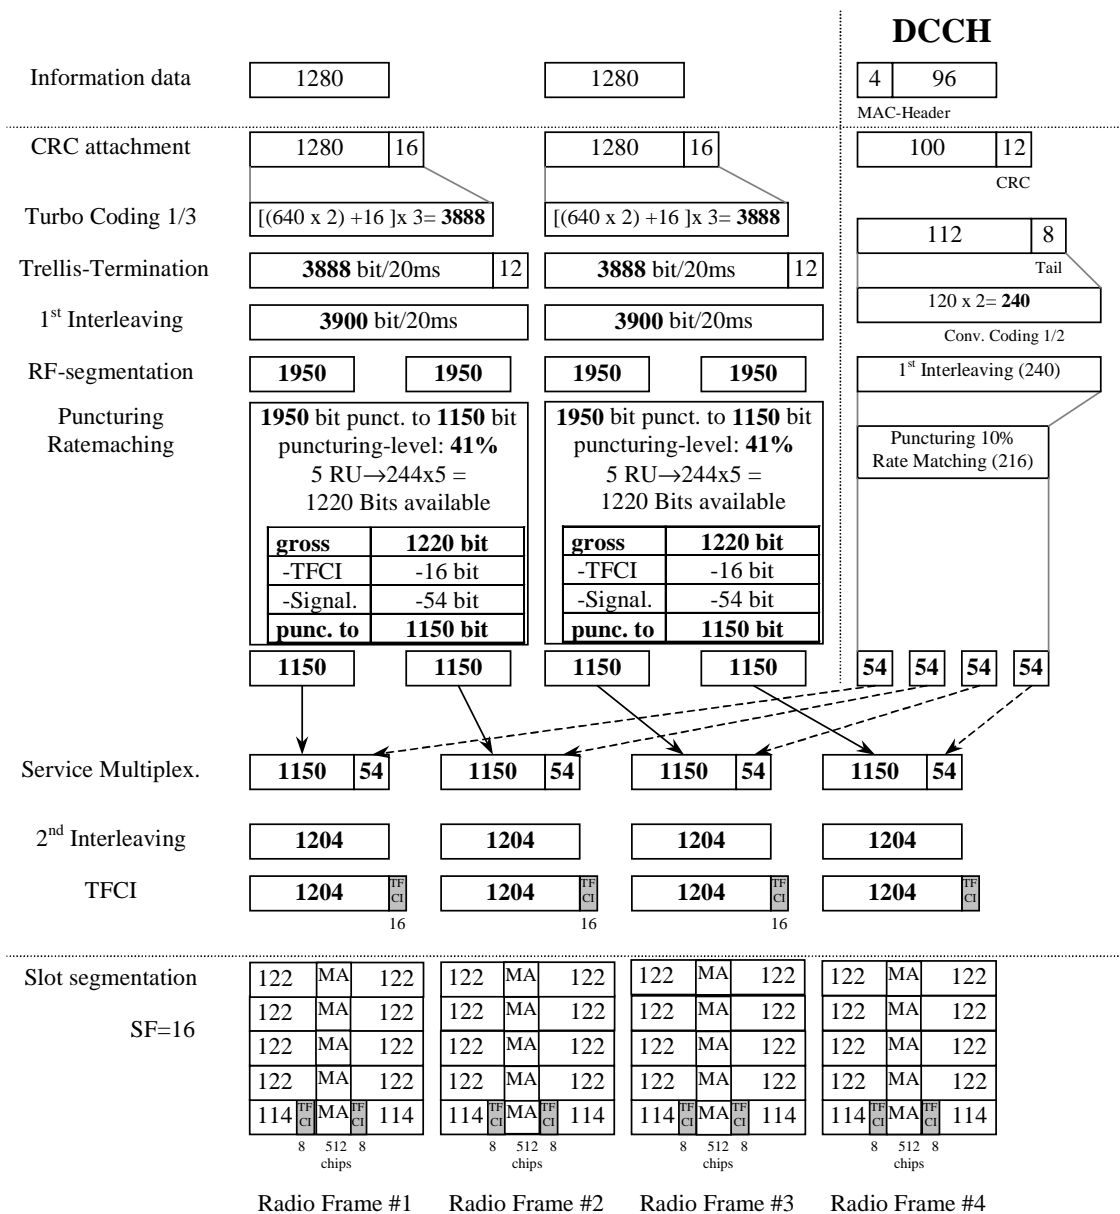 DCCH
Information data 1280 1280 4 96
MAC-Header
CRC attachment 1280 16 1280 16 100 12
CRC
Turbo Coding 1/3 [(640 x 2) +16 ]x 3= 3888 [(640 x 2) +16 ]x 3= 3888
112 8
Trellis-Termination 3888 bit/20ms 12 3888 bit/20ms 12
Tail
120 x 2= 240
1st Interleaving 3900 bit/20ms 3900 bit/20ms
Conv. Coding 1/2
RF-segmentation 1950 1950 1950 1950 1st Interleaving (240)
Puncturing
Ratemaching
1950 bit punct. to 1150 bit
puncturing-level: 41%
5 RU→244x5 =
1220 Bits available
gross 1220 bit
-TFCI -16 bit
-Signal. -54 bit
punc. to 1150 bit
1950 bit punct. to 1150 bit
puncturing-level: 41%
5 RU→244x5 =
1220 Bits available
gross 1220 bit
-TFCI -16 bit
-Signal. -54 bit
punc. to 1150 bit
Puncturing 10%
Rate Matching (216)
1150 1150 1150 1150 54 54 54 54
Service Multiplex. 1150 54 1150 54 1150 54 1150 54
2nd Interleaving 1204 1204 1204 1204
TFCI 1204 TF CI 1204 TF CI 1204 TF CI 1204 TF CI
16 16 16
Slot segmentation 122 MA 122 122 MA 122 122 MA 122 122 MA 122
SF=16 122 MA 122 122 MA 122 122 MA 122 122 MA 122
122 MA 122 122 MA 122 122 MA 122 122 MA 122
122 MA 122 122 MA 122 122 MA 122 122 MA 122
114 TF CI MA TF CI 114 114 TF CI MA TF CI 114 114 TF CI MA TF CI 114 114 TF CI MA TF CI 114
8 512 8 8 512 8 8 512 8 8 512 8
chips chips chips chips
Radio Frame #1 Radio Frame #2 Radio Frame #3 Radio Frame #4